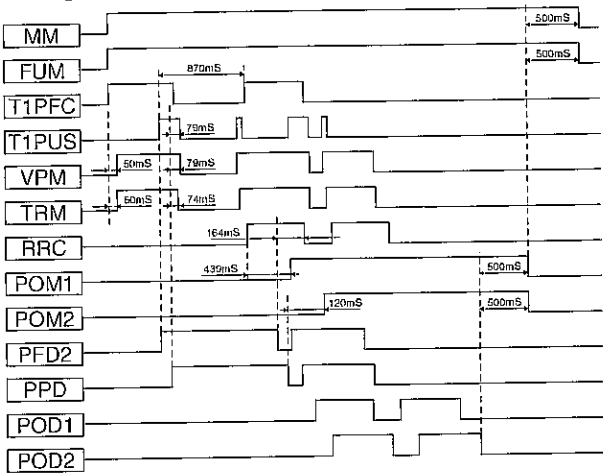 MM 500mS
FUM 500mS
870mS
T1PFC
T1PUS 79mS
VPM 50mS 79mS
TRM 50mS 74mS
RRC 164mS
POM1 439mS 500mS
POM2 120mS 500mS
PFD2
PPD
POD1
POD2